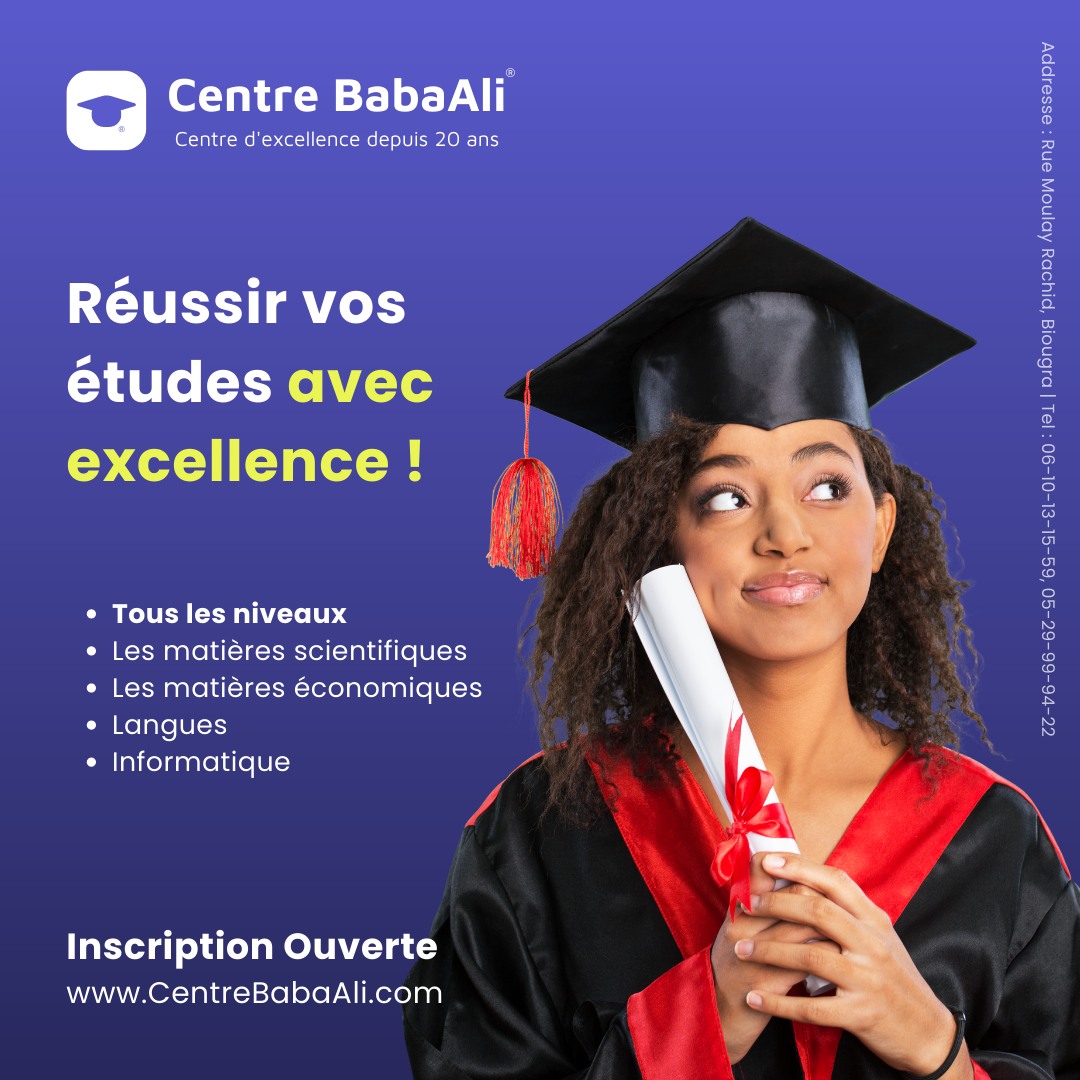 Centre BabaAli®
Centre d'excellence depuis 20 ans
Réussir vos
études avec
excellence !
• Tous les niveaux
• Les matières scientifiques
• Les matières économiques
• Langues
• Informatique
Inscription Ouverte
www.CentreBabaAli.com
Addresse : Rue Moulay Rachid, Biougra | Tel : 06-10-13-15-59, 05-29-99-94-22